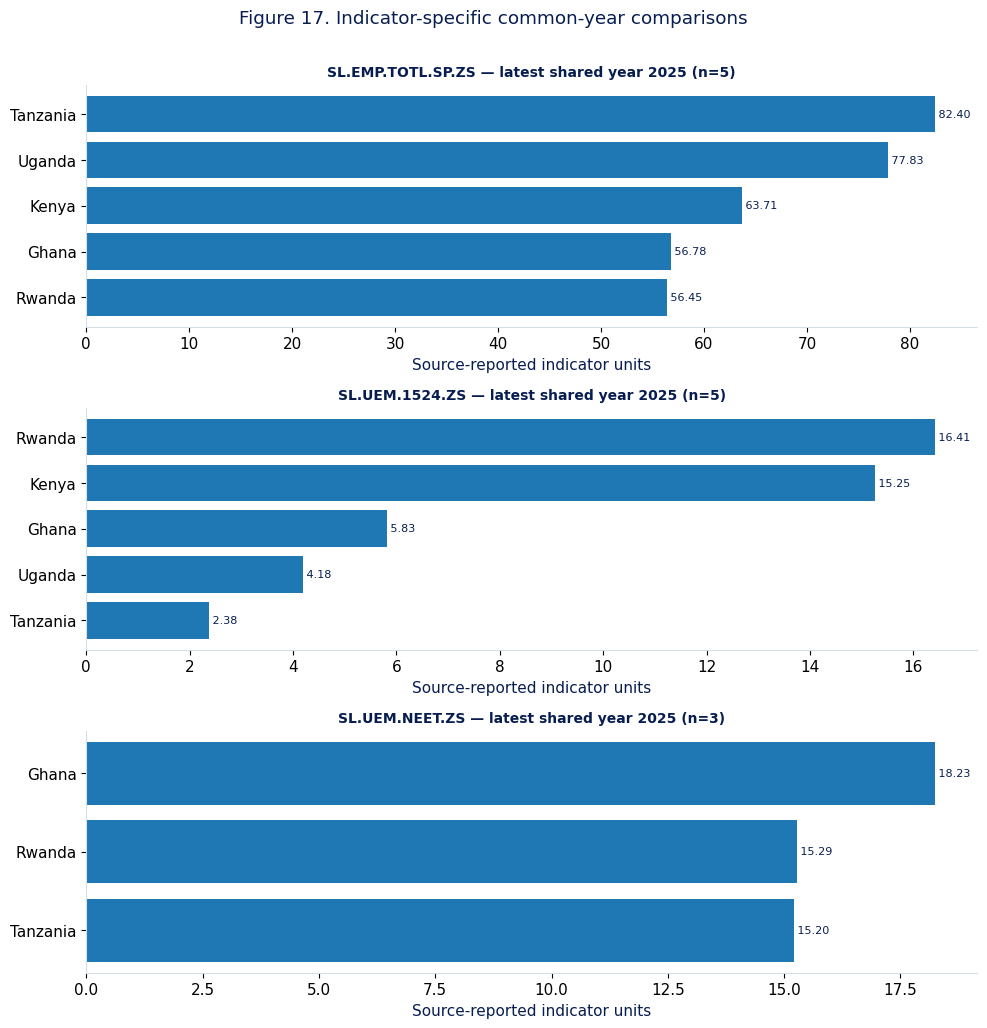 Figure 17. Indicator-specific common-year comparisons
SL.EMP.TOTL.SP.ZS — latest shared year 2025 (n=5)
Tanzania 82.40
Uganda 77.83
Kenya 63.71
Ghana 56.78
Rwanda 56.45
0 10 20 30 40 50 60 70 80
Source-reported indicator units
SL.UEM.1524.ZS — latest shared year 2025 (n=5)
Rwanda 16.41
Kenya 15.25
Ghana 5.83
Uganda 4.18
Tanzania 2.38
0 2 4 6 8 10 12 14 16
Source-reported indicator units
SL.UEM.NEET.ZS — latest shared year 2025 (n=3)
Ghana 18.23
Rwanda 15.29
Tanzania 15.20
0.0 2.5 5.0 7.5 10.0 12.5 15.0 17.5
Source-reported indicator units